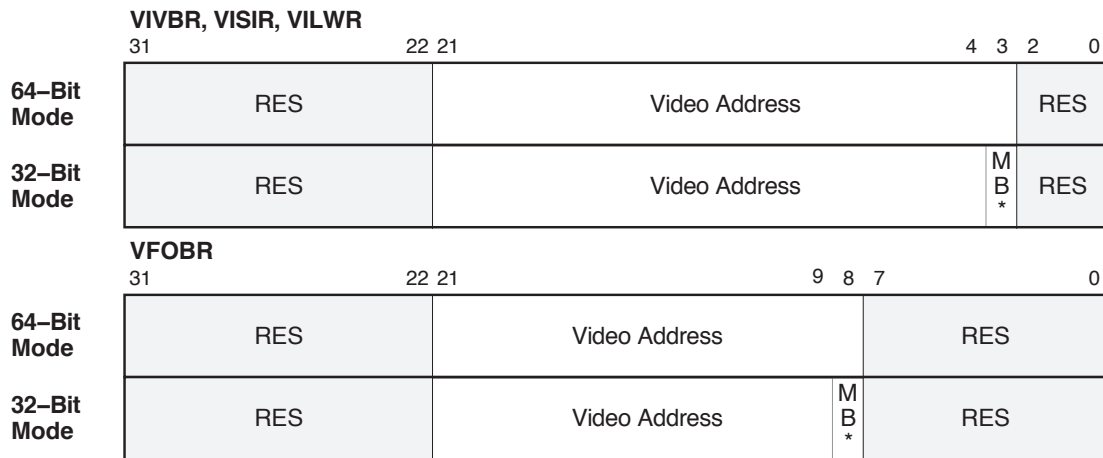 VIVBR, VISIR, VILWR
31 22 21 4 3 2 0
64–Bit Mode RES Video Address RES
32–Bit Mode RES Video Address MB* RES
VFOBR
31 22 21 9 8 7 0
64–Bit Mode RES Video Address RES
32–Bit Mode RES Video Address MB* RES